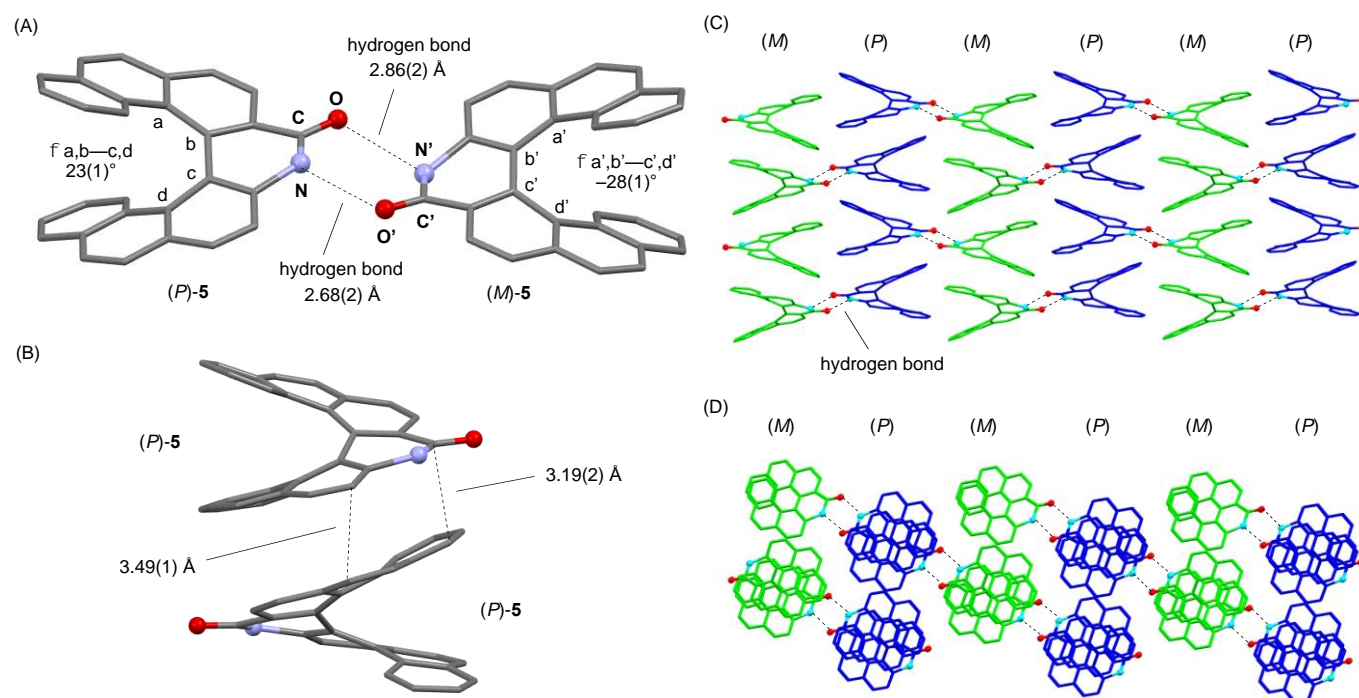 (A)
hydrogen bond
2.86(2) Å
C
O
a
b
N'
a'
f a,b—c,d
23(1)°
c
N
b'
c'
f a',b'—c',d'
–28(1)°
d
O'
C'
d'
hydrogen bond
2.68(2) Å
(P)-5
(M)-5
(B)
(P)-5
3.19(2) Å
3.49(1) Å
(P)-5
(C)
(M) (P) (M) (P) (M) (P)
hydrogen bond
(D)
(M) (P) (M) (P) (M) (P)